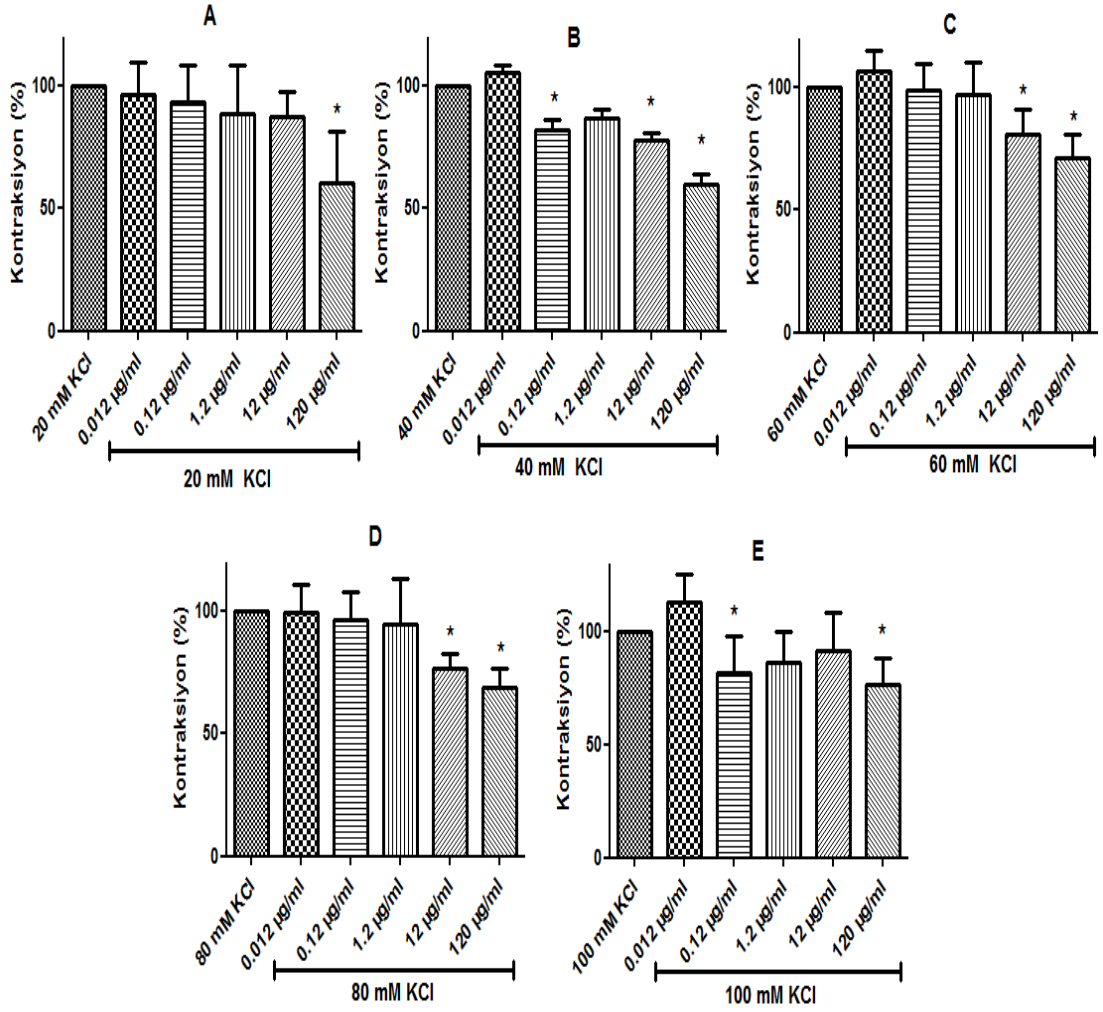 A
Kontraksiyon (%)
100
50
0
*
20 mM KCl
0.012 µg/ml
0.12 µg/ml
1.2 µg/ml
12 µg/ml
120 µg/ml
20 mM KCl
B
Kontraksiyon (%)
100
50
0
*
*
*
40 mM KCl
0.012 µg/ml
0.12 µg/ml
1.2 µg/ml
12 µg/ml
120 µg/ml
40 mM KCl
C
Kontraksiyon (%)
100
50
0
*
*
60 mM KCl
0.012 µg/ml
0.12 µg/ml
1.2 µg/ml
12 µg/ml
120 µg/ml
60 mM KCl
D
Kontraksiyon (%)
100
50
0
*
*
80 mM KCl
0.012 µg/ml
0.12 µg/ml
1.2 µg/ml
12 µg/ml
120 µg/ml
80 mM KCl
E
Kontraksiyon (%)
100
50
0
*
*
100 mM KCl
0.012 µg/ml
0.12 µg/ml
1.2 µg/ml
12 µg/ml
120 µg/ml
100 mM KCl